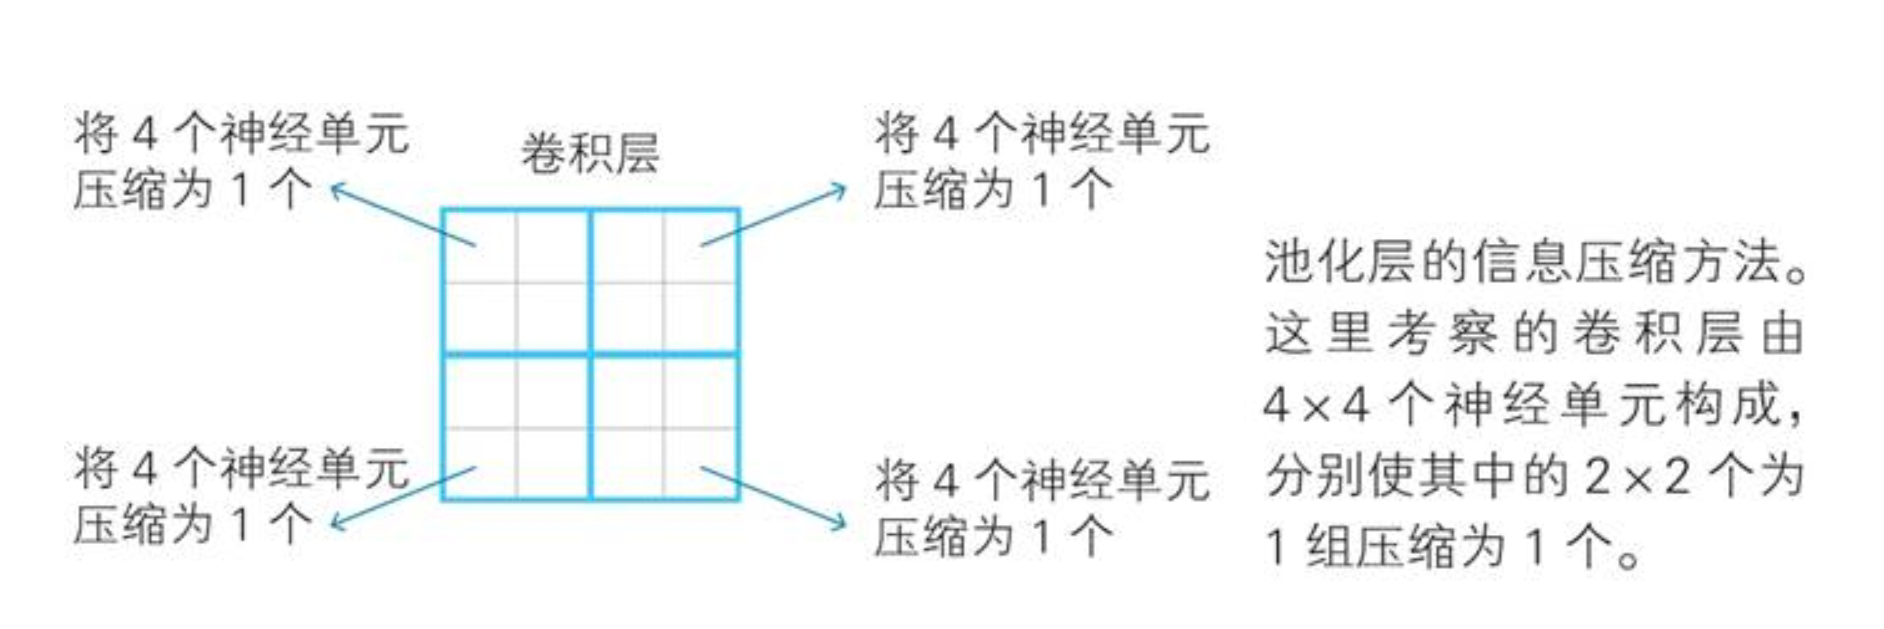 将 4 个神经单元
压缩为 1 个
卷积层
将 4 个神经单元
压缩为 1 个
将 4 个神经单元
压缩为 1 个
将 4 个神经单元
压缩为 1 个
池化层的信息压缩方法。
这里考察的卷积层由
4×4 个神经单元构成，
分别使其中的 2×2 个为
1 组压缩为 1 个。